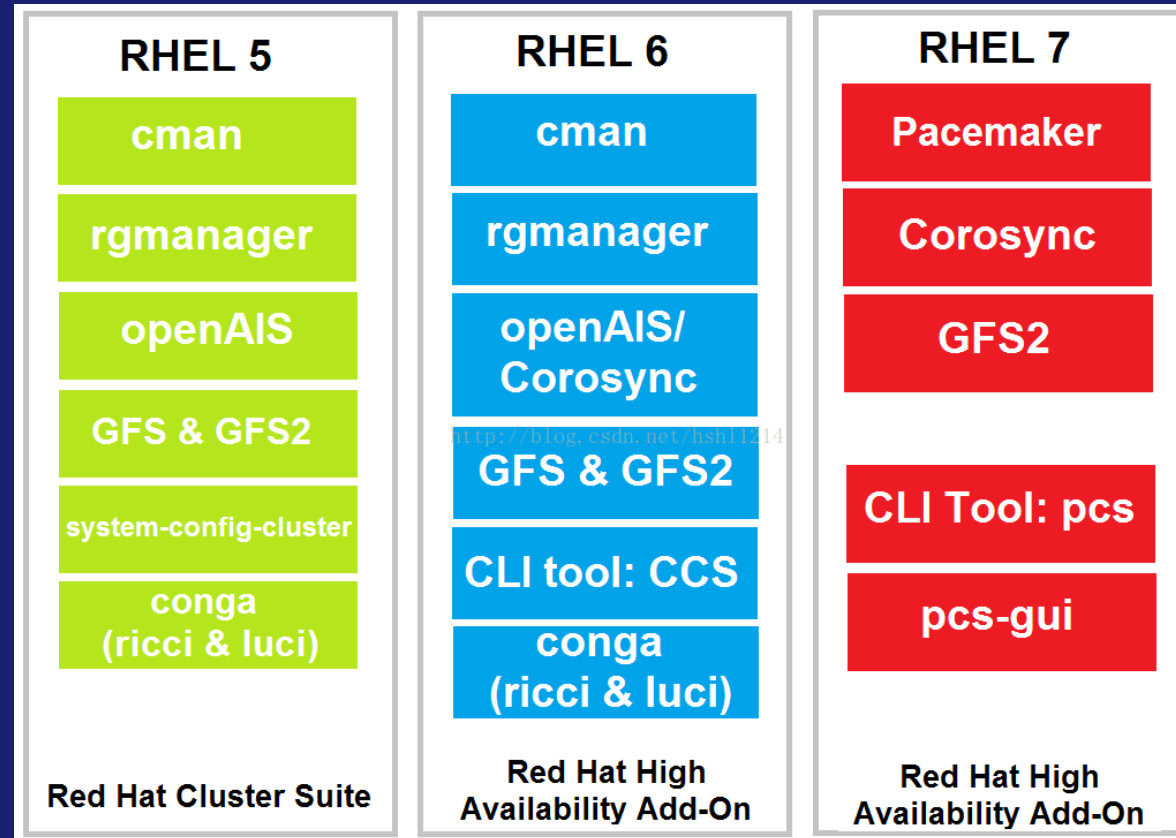 RHEL 5
cman
rgmanager
openAIS
GFS & GFS2
system-config-cluster
conga
(ricci & luci)
Red Hat Cluster Suite
RHEL 6
cman
rgmanager
openAIS/
Corosync
http://blog.csdn.net/hshl1214
GFS & GFS2
CLI tool: CCS
conga
(ricci & luci)
Red Hat High
Availability Add-On
RHEL 7
Pacemaker
Corosync
GFS2
CLI Tool: pcs
pcs-gui
Red Hat High
Availability Add-On